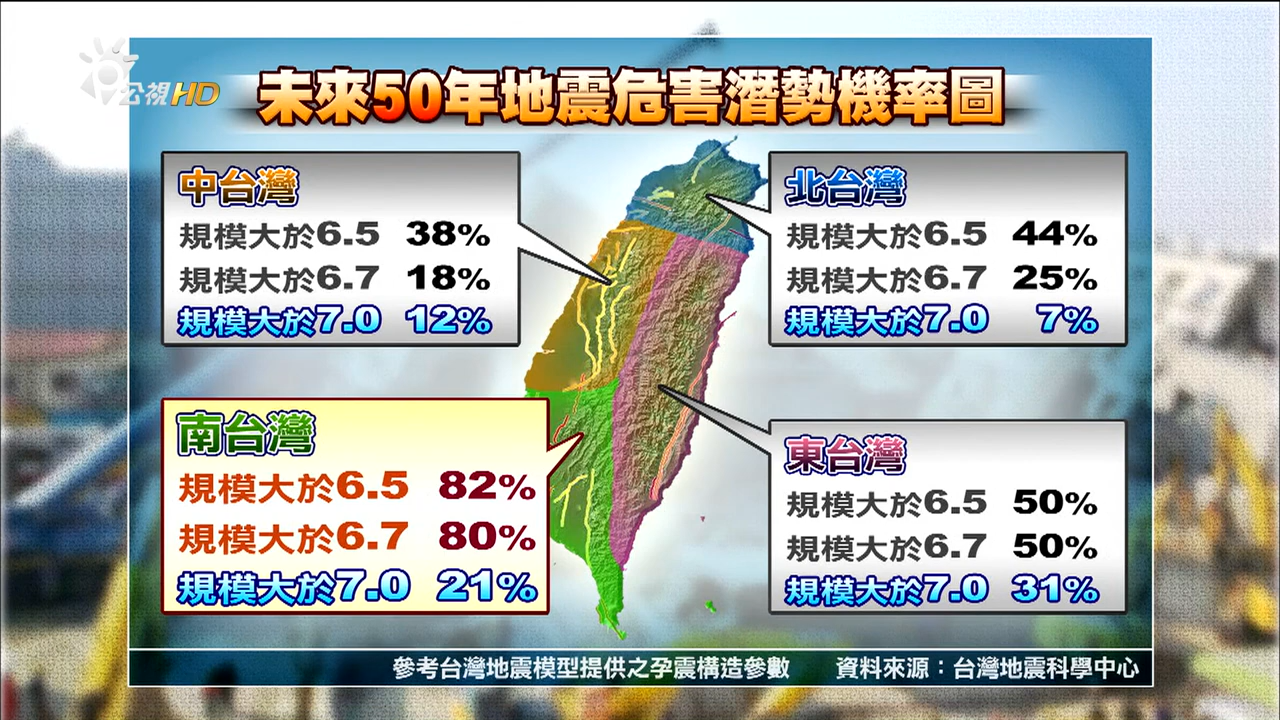 公視HD
未來50年地震危害潛勢機率圖
中台灣
規模大於6.5 38%
規模大於6.7 18%
規模大於7.0 12%
北台灣
規模大於6.5 44%
規模大於6.7 25%
規模大於7.0 7%
南台灣
規模大於6.5 82%
規模大於6.7 80%
規模大於7.0 21%
東台灣
規模大於6.5 50%
規模大於6.7 50%
規模大於7.0 31%
參考台灣地震模型提供之孕震構造參數 資料來源：台灣地震科學中心